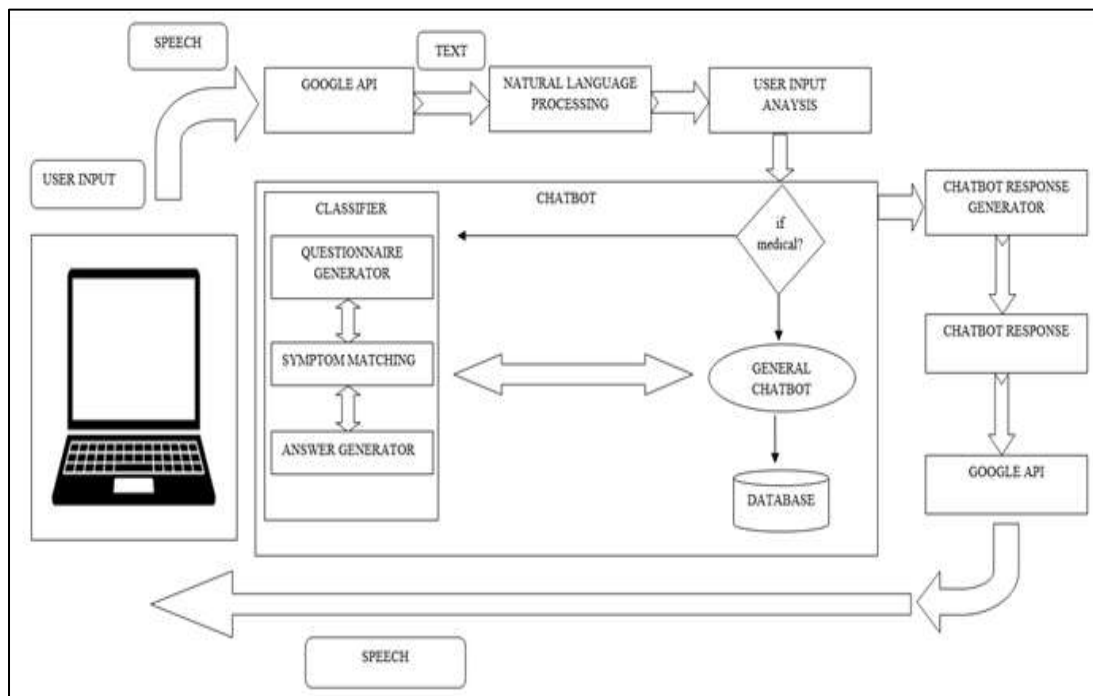 SPEECH
TEXT
GOOGLE API
NATURAL LANGUAGE
PROCESSING
USER INPUT
ANAYSIS
USER INPUT
CHATBOT
CLASSIFIER
QUESTIONNAIRE
GENERATOR
SYMPTOM MATCHING
ANSWER GENERATOR
if
medical?
GENERAL
CHATBOT
DATABASE
CHATBOT RESPONSE
GENERATOR
CHATBOT RESPONSE
GOOGLE API
SPEECH